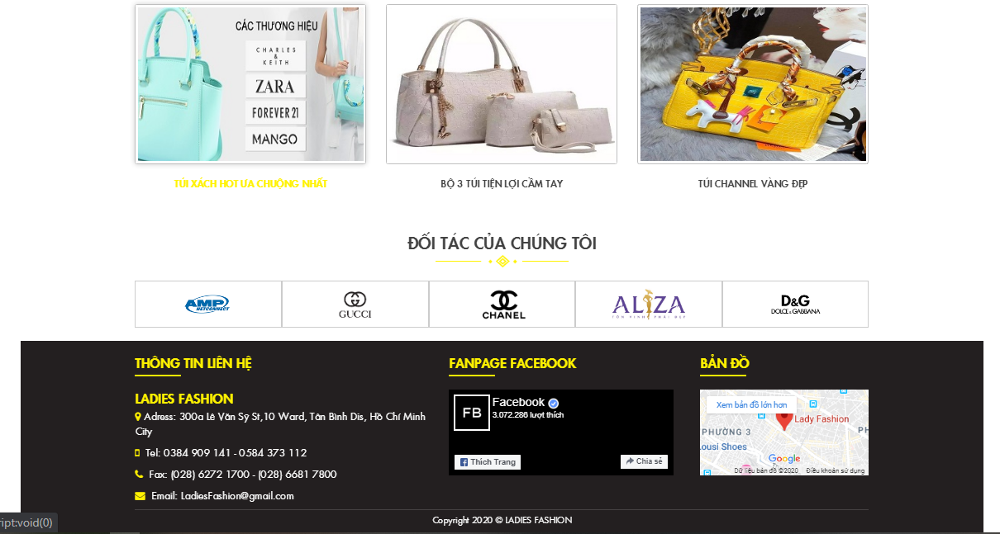 CÁC THƯƠNG HIỆU
CHARLES
&
KEITH
ZARA
FOREVER 21
MANGO
TÚI XÁCH HOT ƯA CHUỘNG NHẤT
BỘ 3 TÚI TIỆN LỢI CẦM TAY
TÚI CHANNEL VÀNG ĐẸP
ĐỐI TÁC CỦA CHÚNG TÔI
AMP
NETCONNECT
GUCCI
CHANEL
ALIZA
TÔN VINH PHÁI ĐẸP
D&G
DOLCE & GABBANA
THÔNG TIN LIÊN HỆ
LADIES FASHION
Adress: 300a Lê Văn Sỹ St,10 Ward, Tân Bình Dis, Hồ Chí Minh
City
Tel: 0384 909 141 - 0584 373 112
Fax: (028) 6272 1700 - (028) 6681 7800
Email: LadiesFashion@gmail.com
FANPAGE FACEBOOK
FB
Facebook
3.072.286 lượt thích
Thích Trang
Chia sẻ
BẢN ĐỒ
Xem bản đồ lớn hơn
Lady Fashion
PHƯỜNG 3
PH
ousi Shoes
Google
Dữ liệu bản đồ ©2020 Điều khoản sử dụng
Copyright 2020 © LADIES FASHION
ript:void(0)